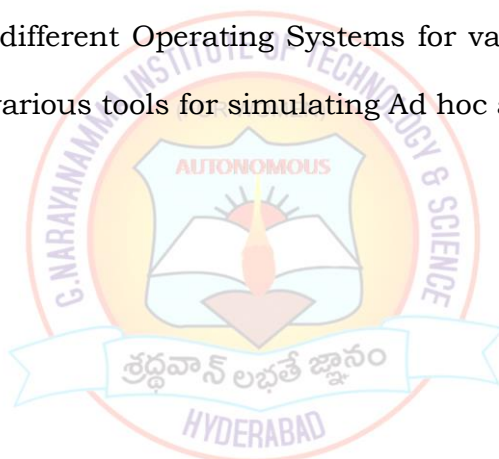 different Operating Systems for va
various tools for simulating Ad hoc a
G.NARAYANAMMA INSTITUTE OF TECHNOLOGY & SCIENCE
AUTONOMOUS
శ్రద్ధవాన్ లభతే జ్ఞానం
HYDERABAD